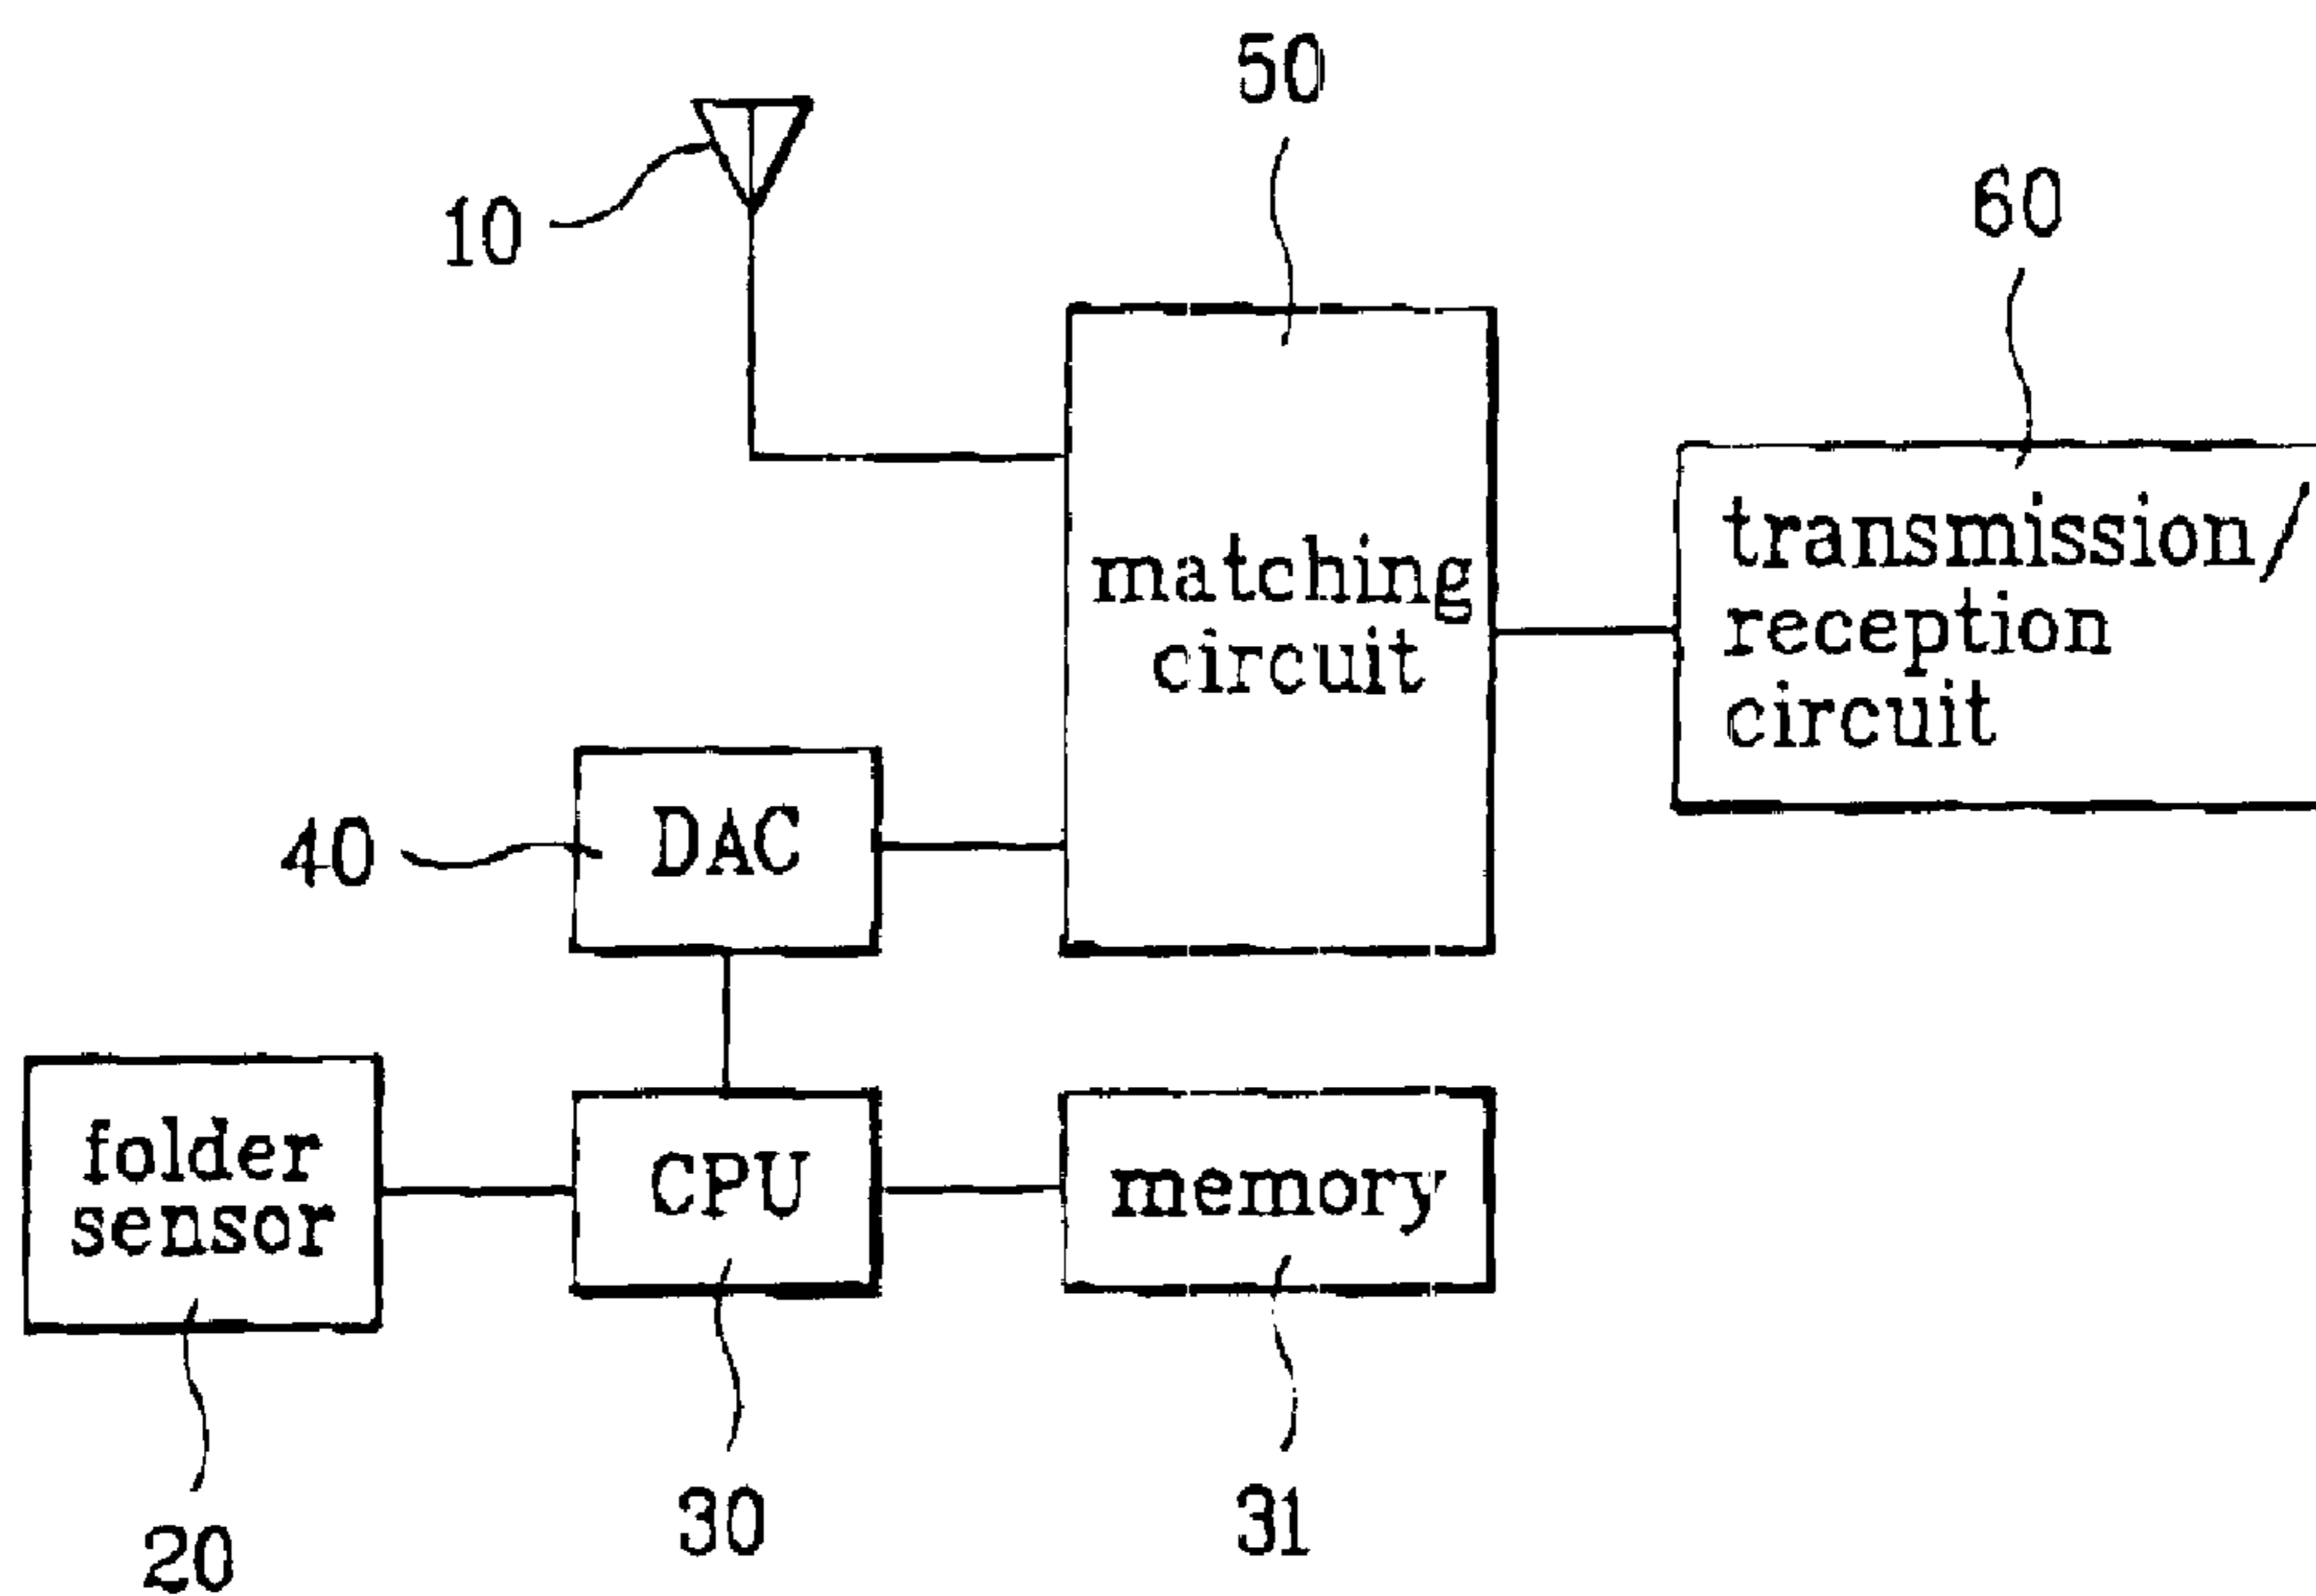 50
10
60
matching
circuit
transmission/
reception
circuit
40
DAC
folder
sensor
CPU
memory
20
30
31